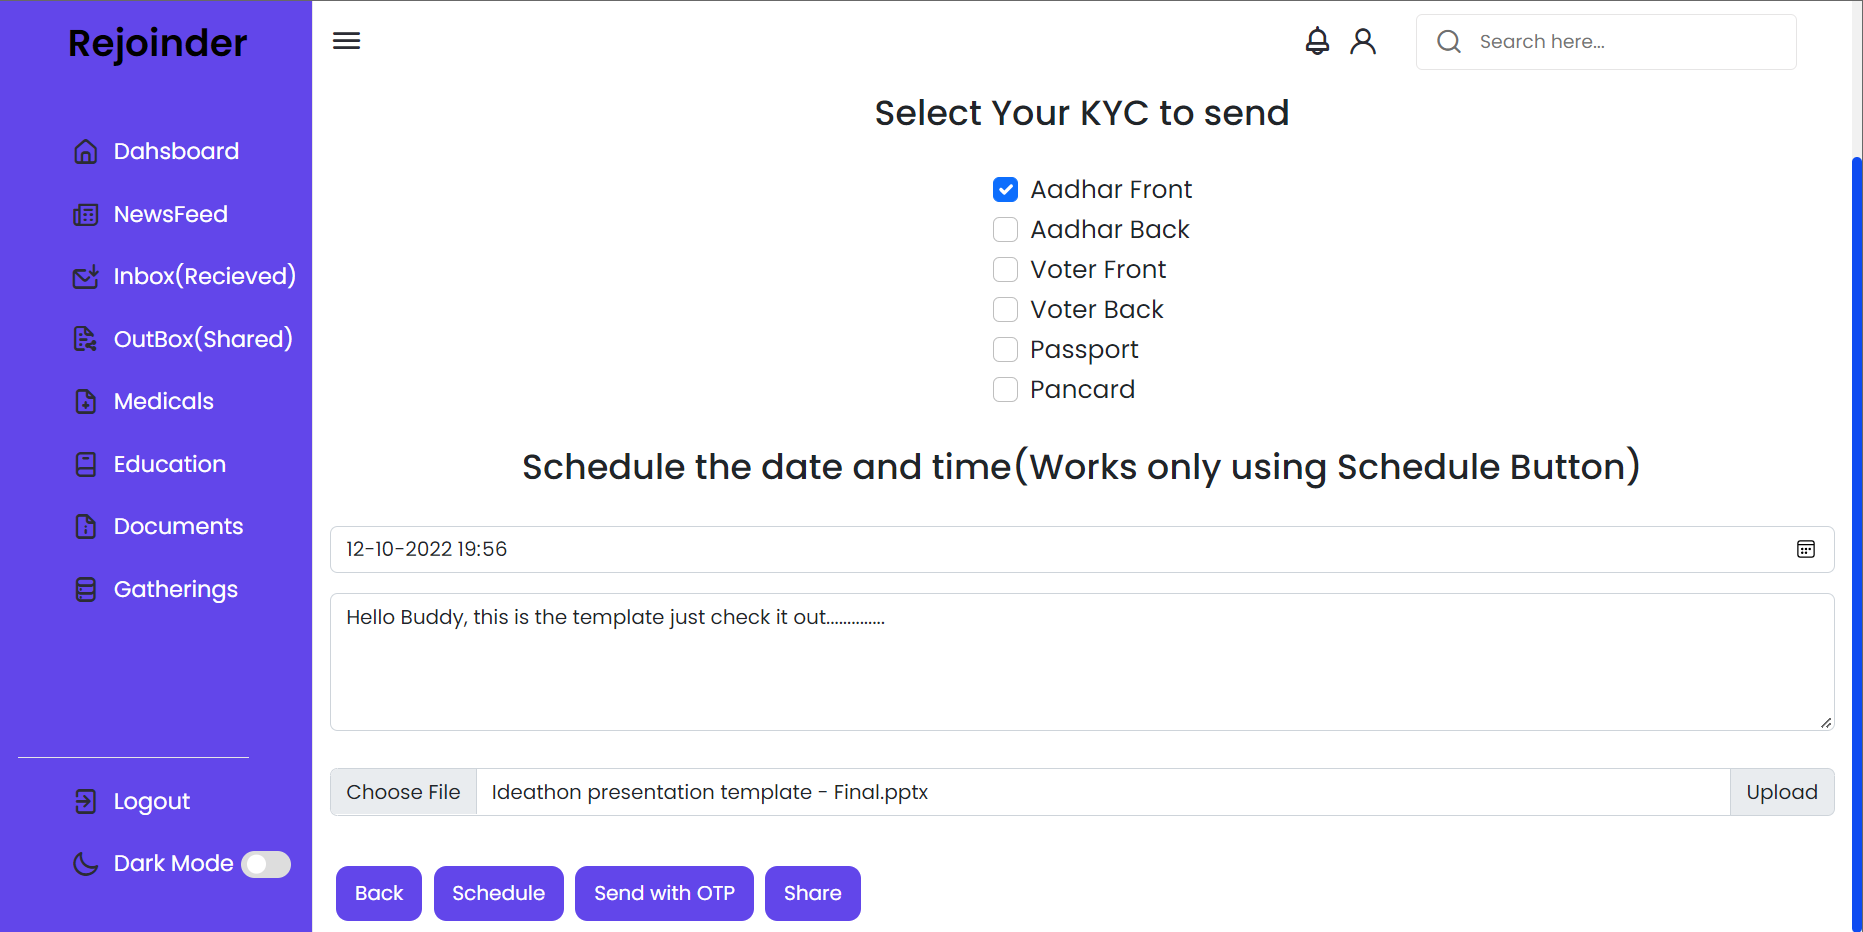 Rejoinder
Dahsboard
NewsFeed
Inbox(Recieved)
OutBox(Shared)
Medicals
Education
Documents
Gatherings
Logout
Dark Mode
Search here...
Select Your KYC to send
Aadhar Front
Aadhar Back
Voter Front
Voter Back
Passport
Pancard
Schedule the date and time(Works only using Schedule Button)
12-10-2022 19:56
Hello Buddy, this is the template just check it out..............
Choose File Ideathon presentation template - Final.pptx Upload
Back Schedule Send with OTP Share